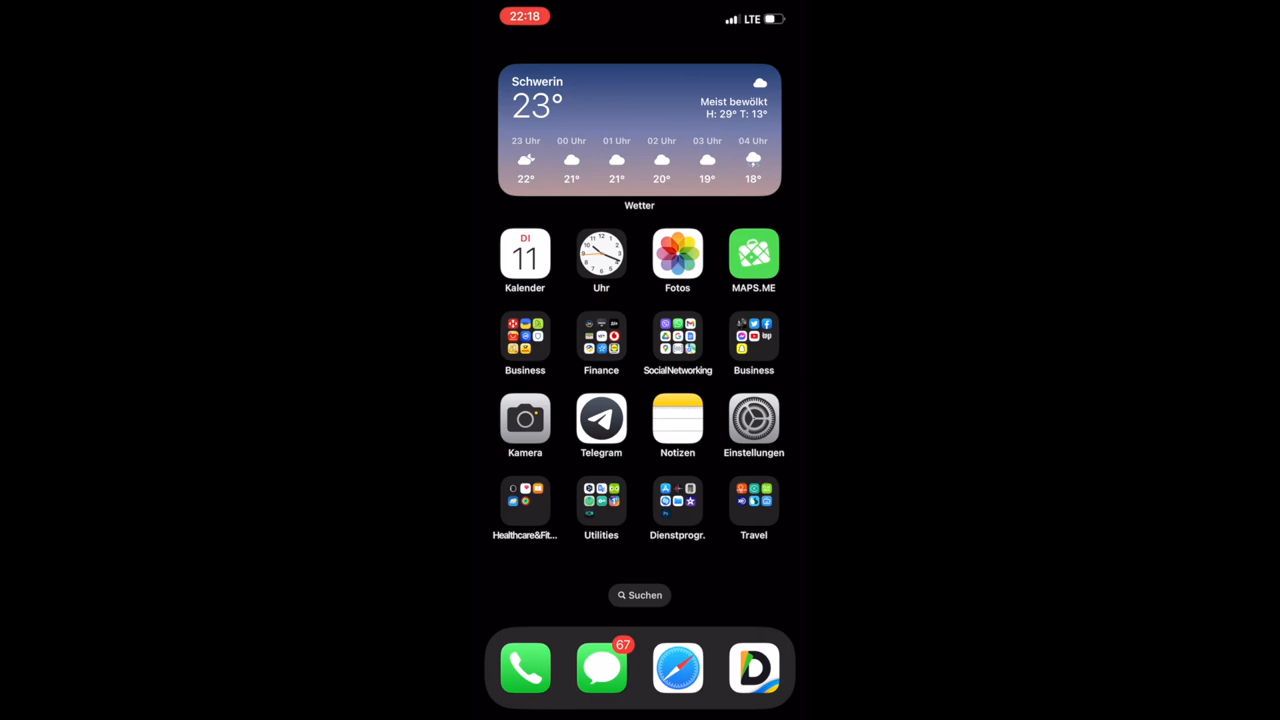 22:18
LTE
Schwerin
23°
Meist bewölkt
H: 29° T: 13°
23 Uhr 00 Uhr 01 Uhr 02 Uhr 03 Uhr 04 Uhr
22° 21° 21° 20° 19° 18°
Wetter
DI
11
Kalender Uhr Fotos MAPS.ME
Business Finance SocialNetworking Business
Kamera Telegram Notizen Einstellungen
Healthcare&Fit... Utilities Dienstprogr. Travel
Suchen
67